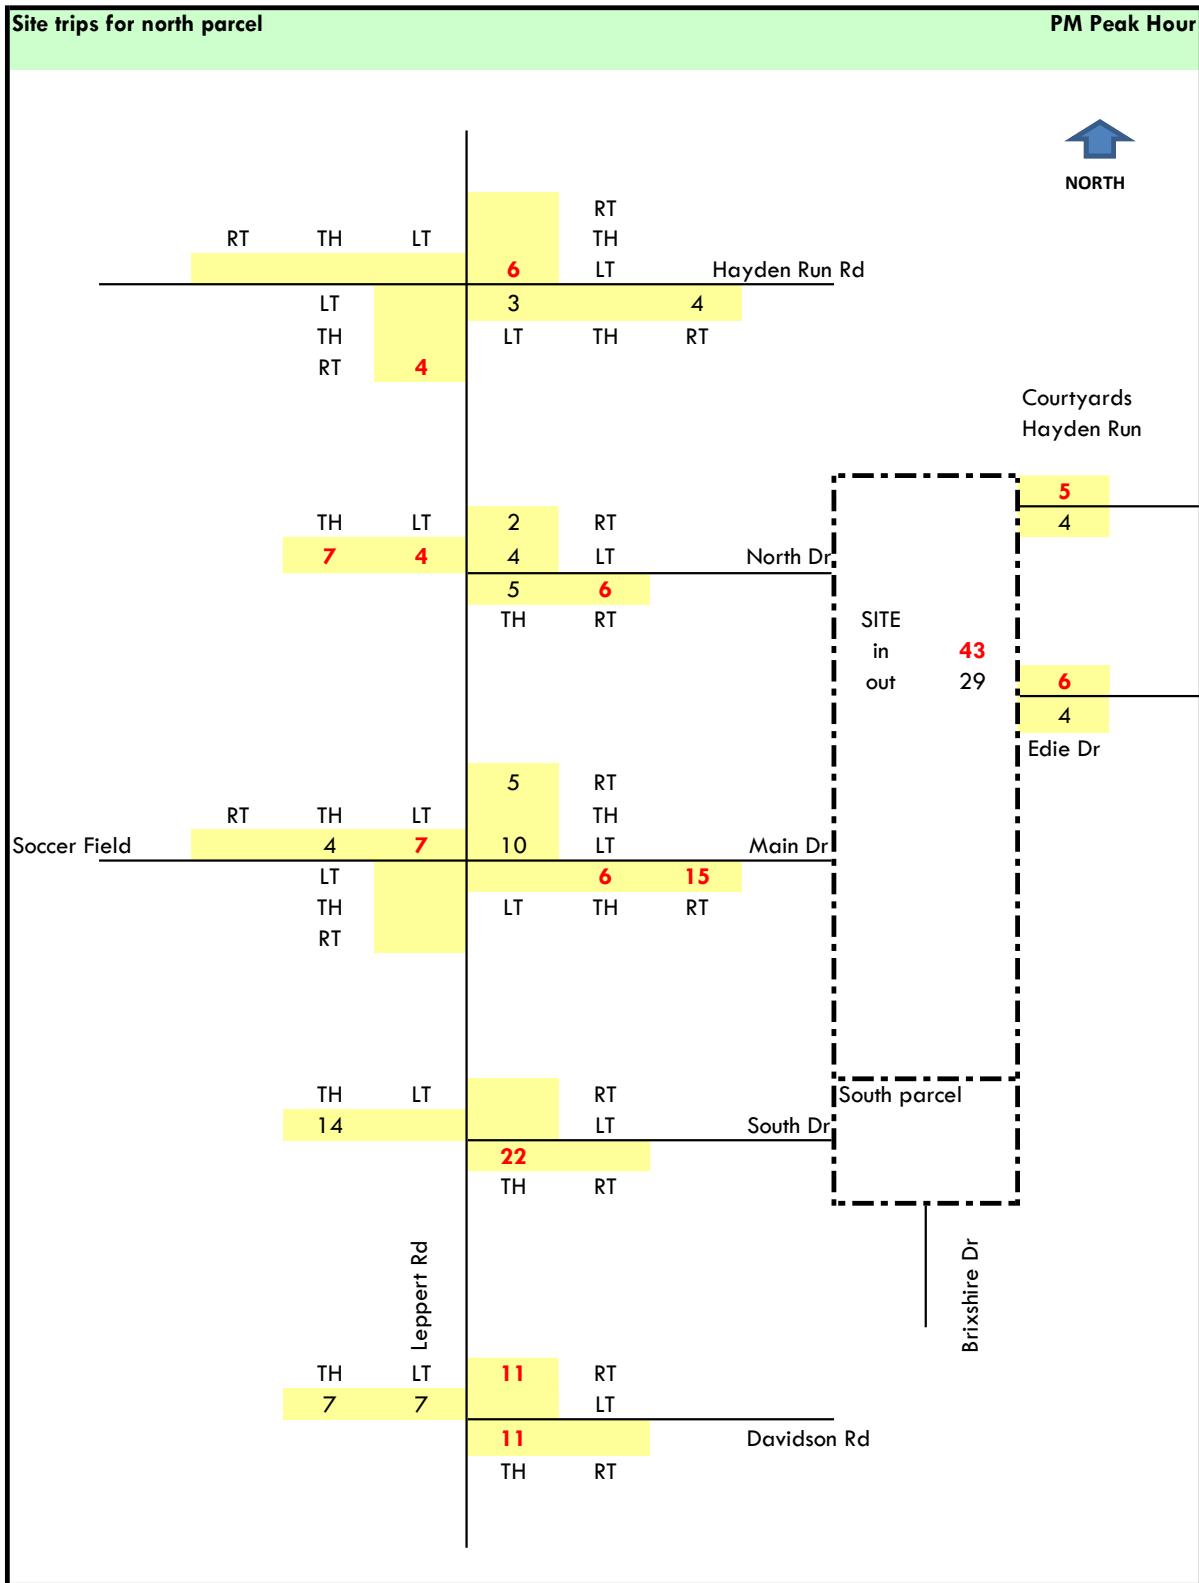 Site trips for north parcel PM Peak Hour
NORTH
RT
RT TH LT TH
6 LT Hayden Run Rd
LT 3 4
TH LT TH RT
RT 4
Courtyards
Hayden Run
5
TH LT 2 RT 4
7 4 4 LT North Dr
5 6
TH RT SITE
in 43
out 29 6
4
Edie Dr
5 RT
RT TH LT TH
Soccer Field 4 7 10 LT Main Dr
LT 6 15
TH LT TH RT
RT
TH LT RT South parcel
14 LT South Dr
22
TH RT
Leppert Rd
Brixshire Dr
TH LT 11 RT
7 7 LT
11 Davidson Rd
TH RT